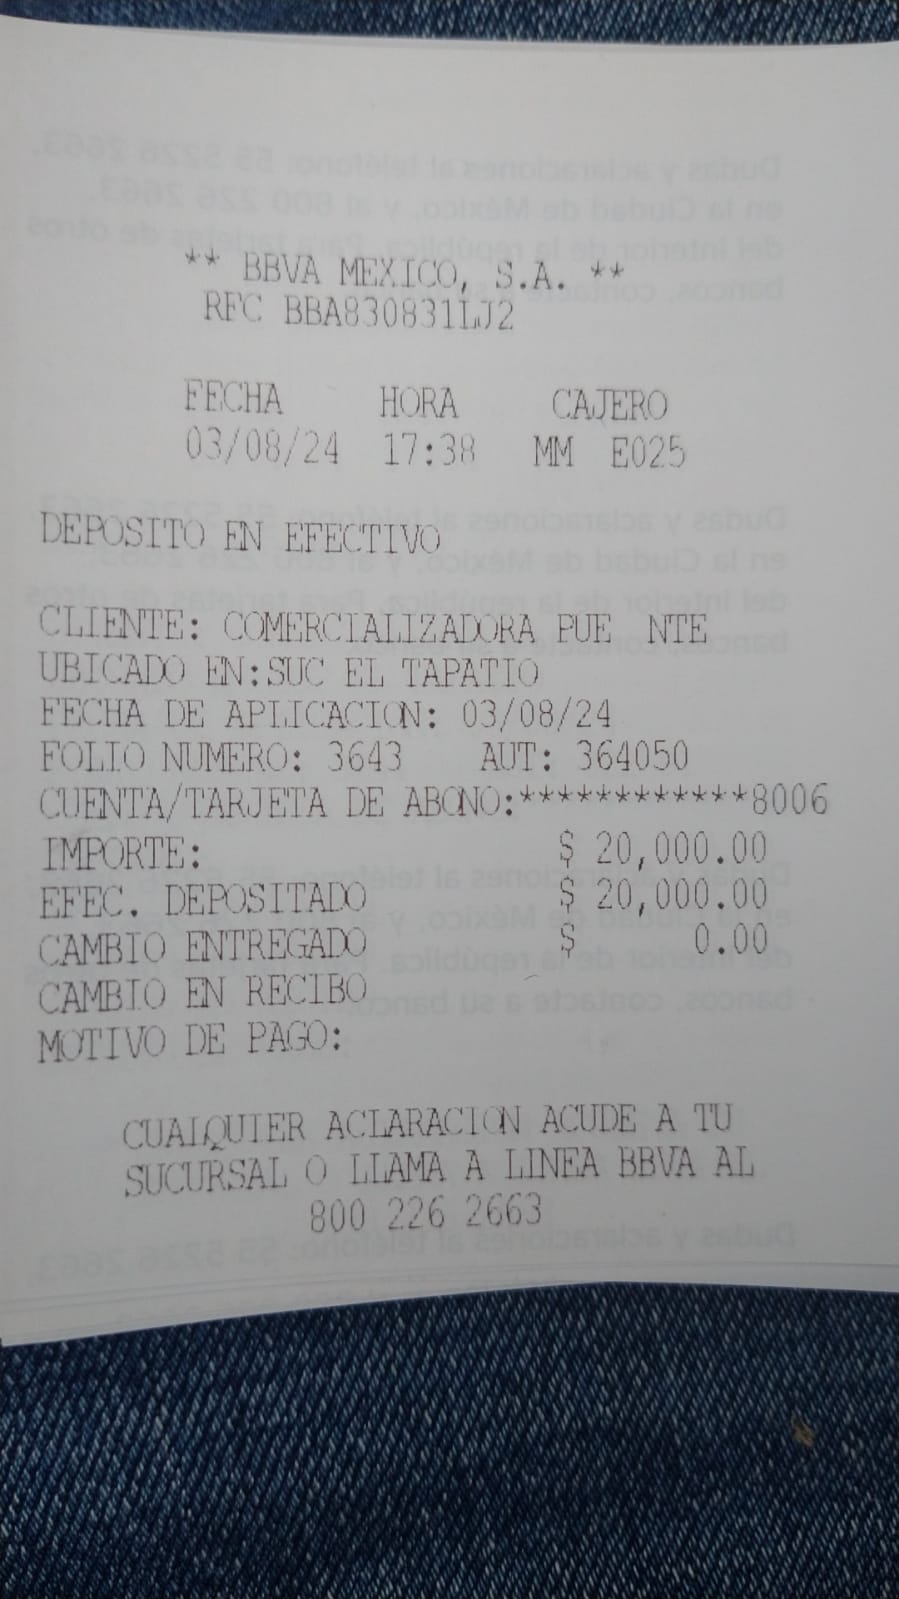 ** BBVA MEXICO, S.A. **
RFC BBA830831LJ2
FECHA HORA CAJERO
03/08/24 17:38 MM E025
DEPOSITO EN EFECTIVO
CLIENTE: COMERCIALIZADORA PUE NTE
UBICADO EN:SUC EL TAPATIO
FECHA DE APLICACION: 03/08/24
FOLIO NUMERO: 3643 AUT: 364050
CUENTA/TARJETA DE ABONO:************8006
IMPORTE: $ 20,000.00
EFEC. DEPOSITADO $ 20,000.00
CAMBIO ENTREGADO $ 0.00
CAMBIO EN RECIBO
MOTIVO DE PAGO:
CUALQUIER ACLARACION ACUDE A TU
SUCURSAL O LLAMA A LINEA BBVA AL
800 226 2663